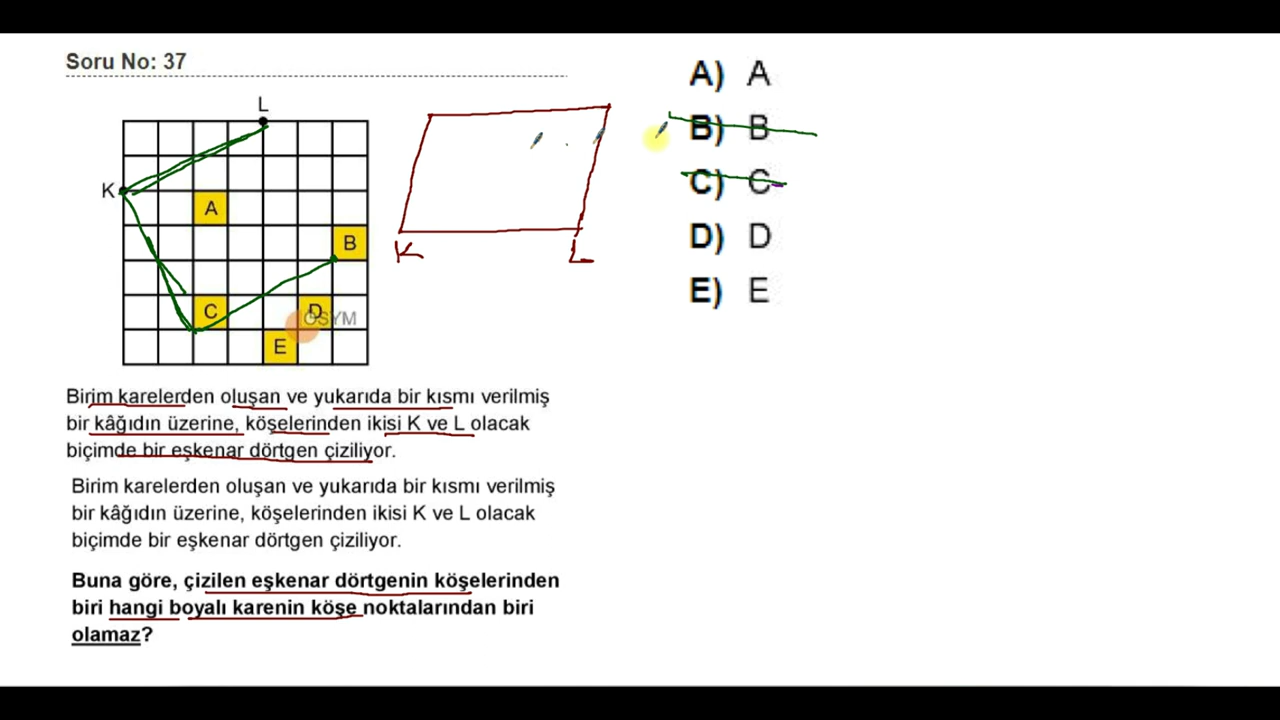 Soru No: 37
L
K
A
B
C
D
ÖSYM
E
K
L
A) A
B) B
C) C
D) D
E) E
Birim karelerden oluşan ve yukarıda bir kısmı verilmiş
bir kâğıdın üzerine, köşelerinden ikisi K ve L olacak
biçimde bir eşkenar dörtgen çiziliyor.
Birim karelerden oluşan ve yukarıda bir kısmı verilmiş
bir kâğıdın üzerine, köşelerinden ikisi K ve L olacak
biçimde bir eşkenar dörtgen çiziliyor.
Buna göre, çizilen eşkenar dörtgenin köşelerinden
biri hangi boyalı karenin köşe noktalarından biri
olamaz?